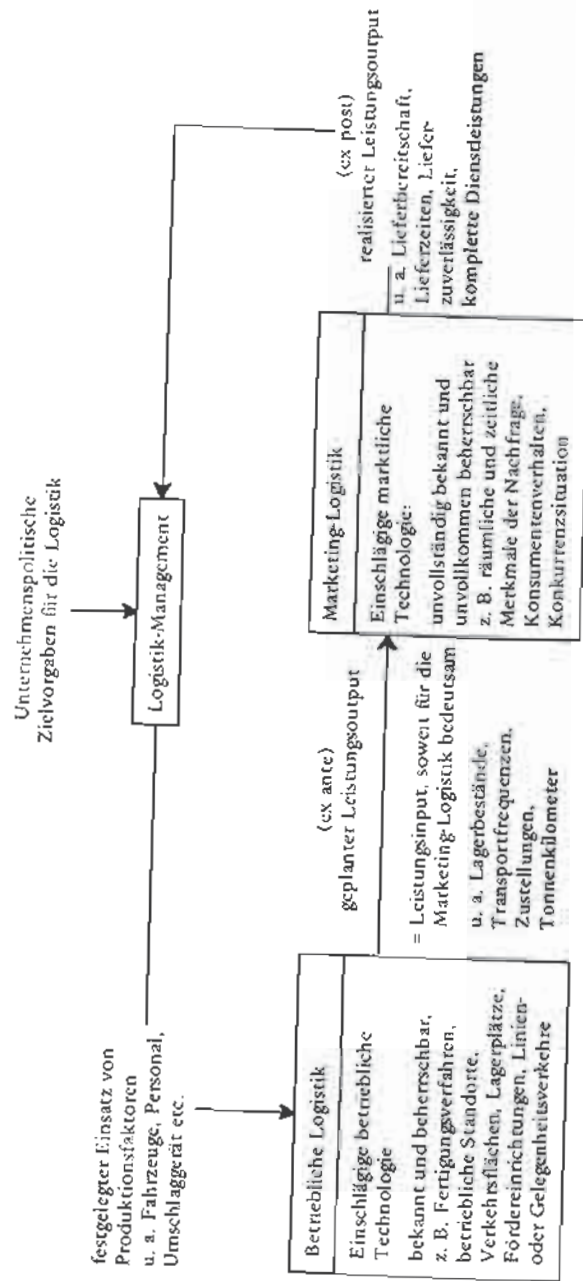 Unternehmenspolitische
Zielvorgaben für die Logistik
Logistik-Management
festgelegter Einsatz von
Produktionsfaktoren
u. a. Fahrzeuge, Personal,
Umschlaggerät etc.
Betriebliche Logistik
Einschlägige betriebliche
Technologie
bekannt und beherrschbar,
z. B. Fertigungsverfahren,
betriebliche Standorte,
Verkehrsflächen, Lagerplätze,
Fördereinrichtungen, Linien-
oder Gelegenheitsverkehre
(ex ante)
geplanter Leistungsoutput
= Leistungsinput, soweit für die
Marketing-Logistik bedeutsam
u. a. Lagerbestände,
Transportfrequenzen,
Zustellungen,
Tonnenkilometer
Marketing-Logistik
Einschlägige marktliche
Technologie:
unvollständig bekannt und
unvollkommen beherrschbar
z. B. räumliche und zeitliche
Merkmale der Nachfrage,
Konsumentenverhalten,
Konkurrenzsituation
(ex post)
realisierter Leistungsoutput
u. a. Lieferbereitschaft,
Lieferzeiten, Liefer-
zuverlässigkeit,
komplette Dienstleistungen